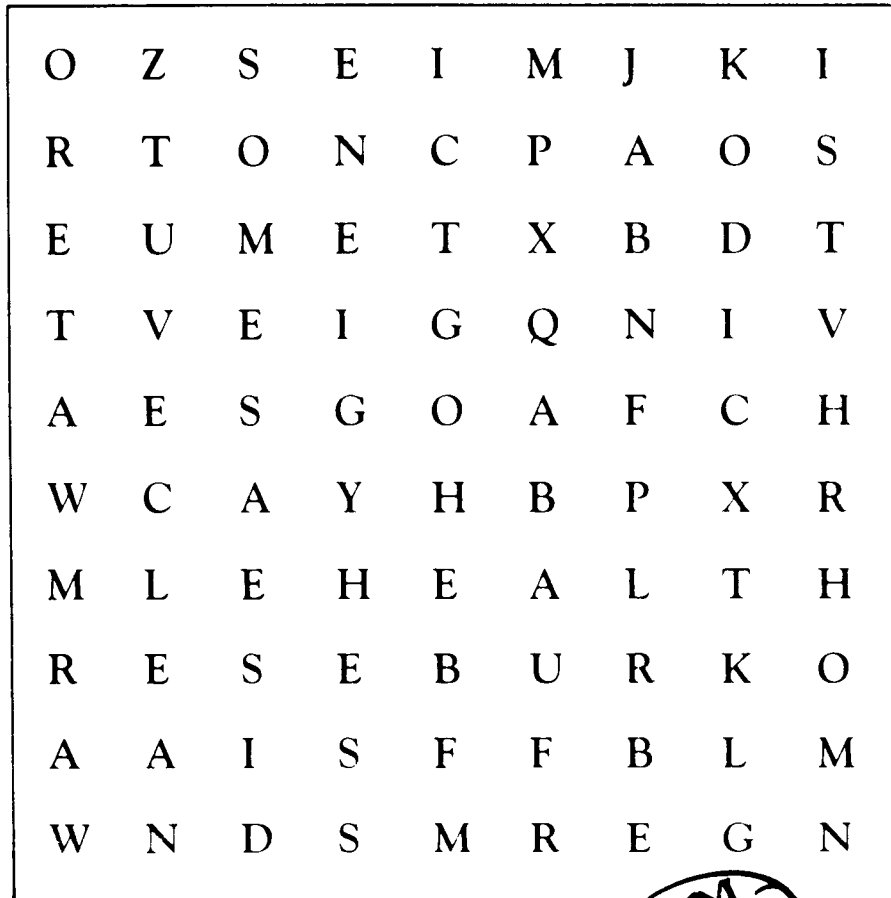 O Z S E I M J K I
R T O N C P A O S
E U M E T X B D T
T V E I G Q N I V
A E S G O A F C H
W C A Y H B P X R
M L E H E A L T H
R E S E B U R K O
A A I S F F B L M
W N D S M R E G N